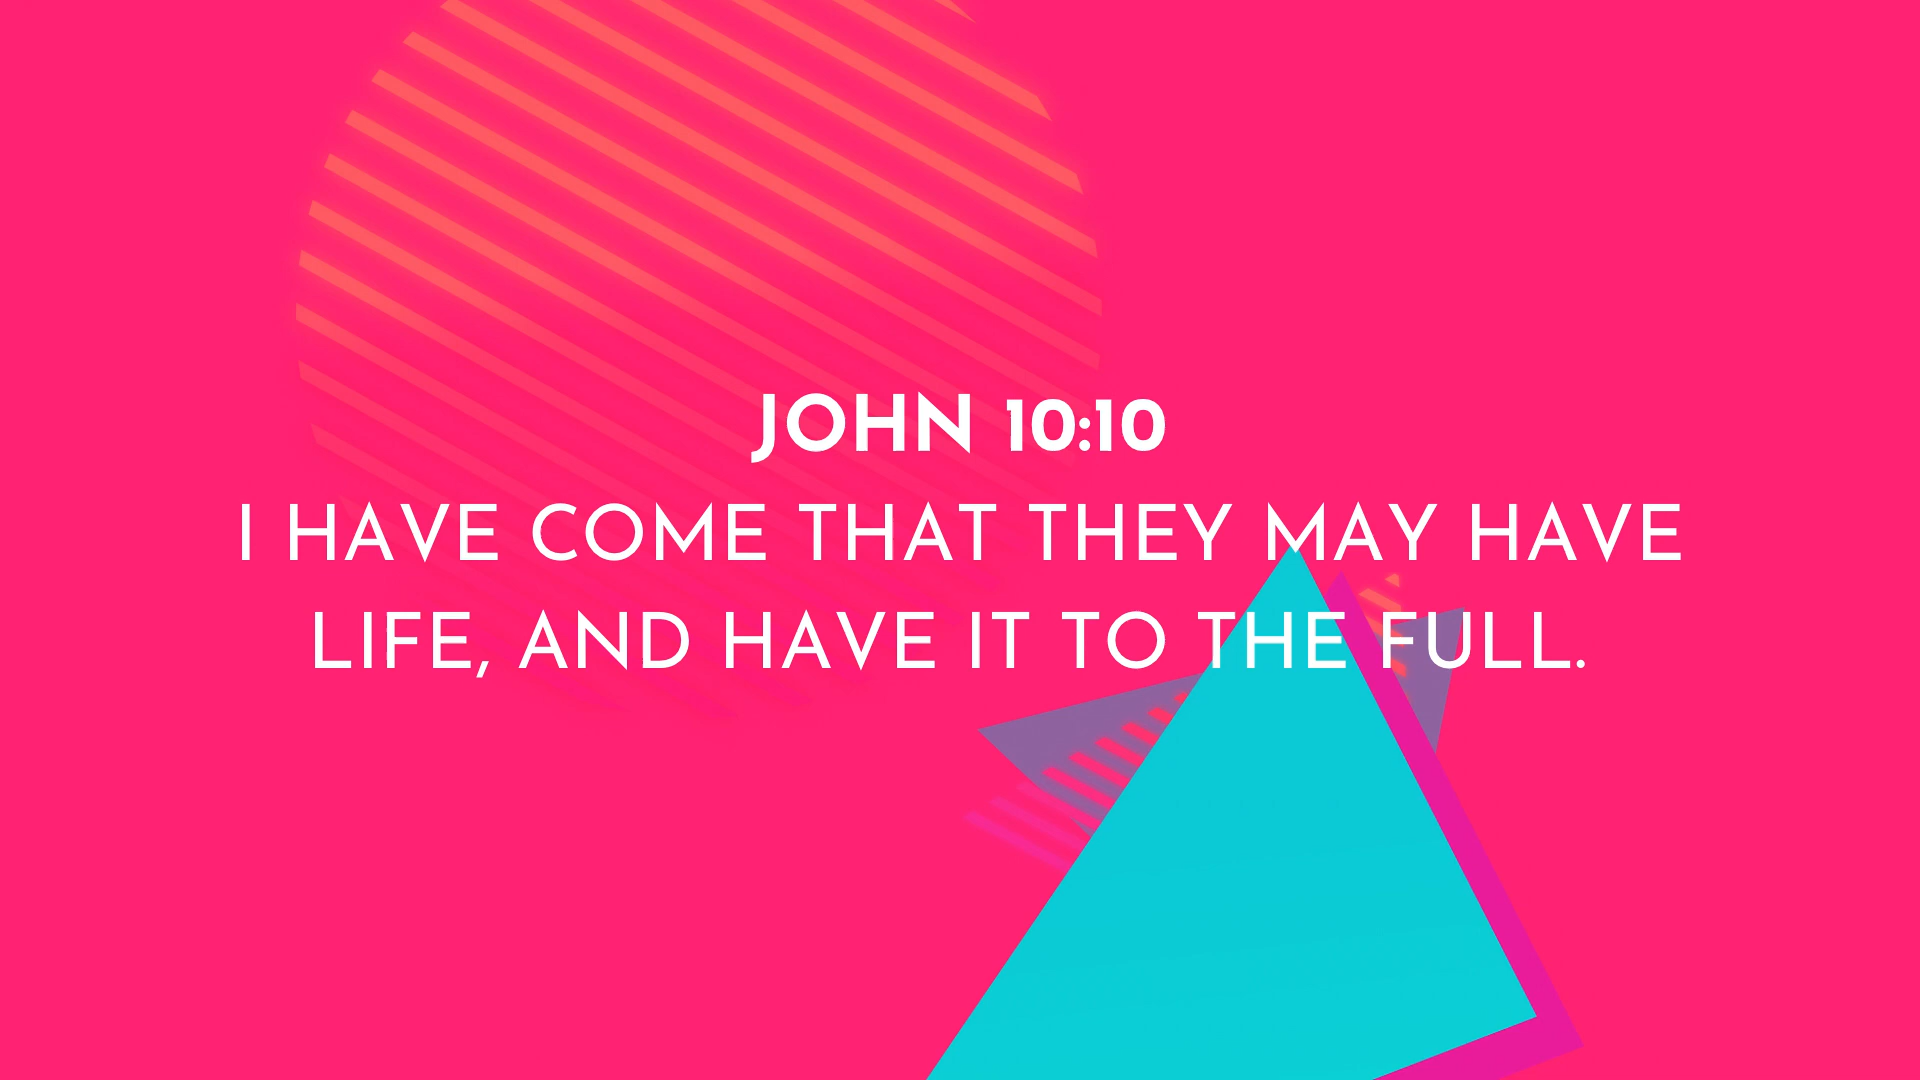 JOHN 10:10
I HAVE COME THAT THEY MAY HAVE
LIFE, AND HAVE IT TO THE FULL.